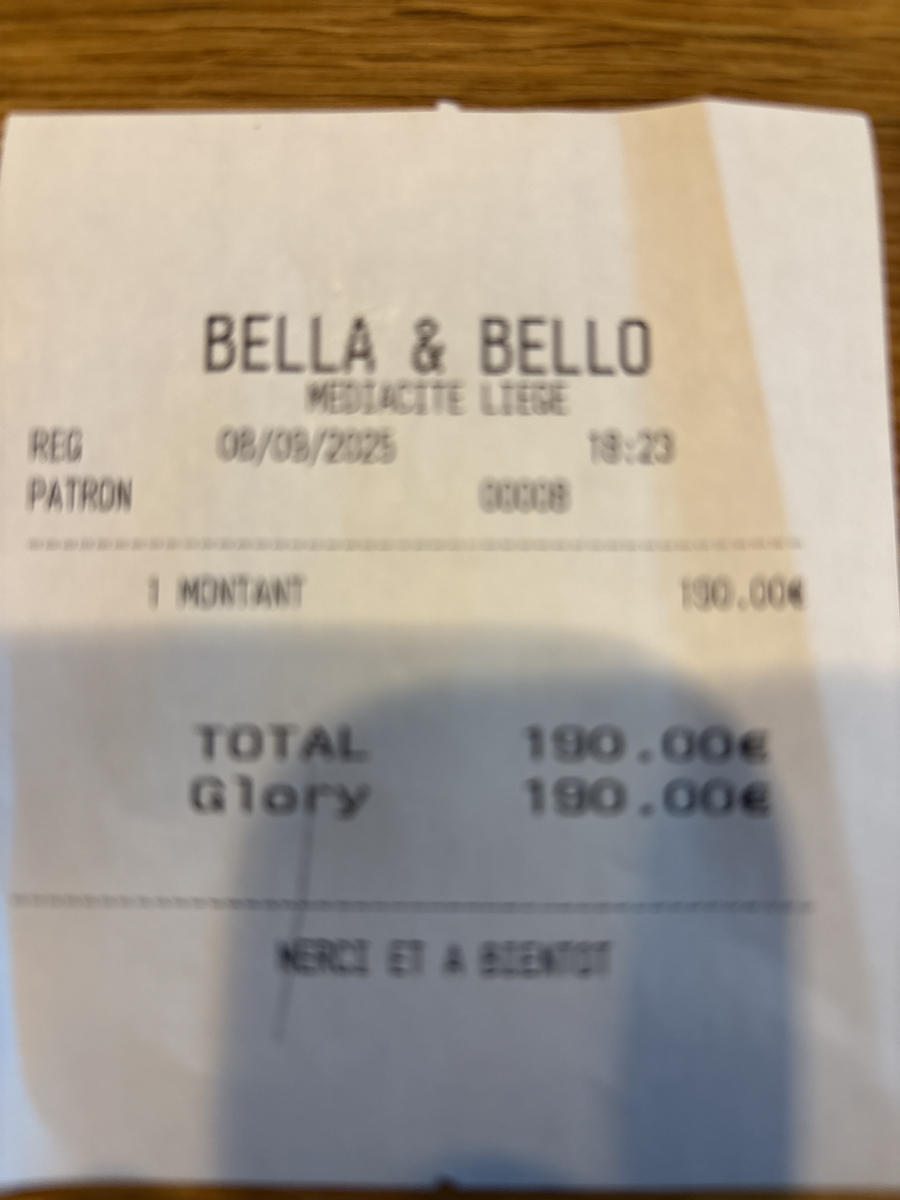 BELLA & BELLO
MEDIACITE LIEGE
REG 08/09/2025 18:23
PATRON 00008
1 MONTANT 190.00€
TOTAL 190.00€
Glory 190.00€
MERCI ET A BIENTOT